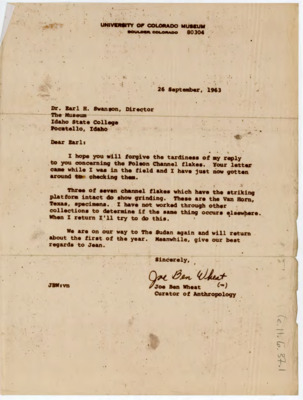 UNIVERSITY OF COLORADO MUSEUM
BOULDER, COLORADO 80304
26 September, 1963
Dr. Earl H. Swanson, Director
The Museum
Idaho State College
Pocatello, Idaho
Dear Earl:
I hope you will forgive the tardiness of my reply
to you concerning the Folsom Channel flakes. Your letter
came while I was in the field and I have just now gotten
around to checking them.
Three of seven channel flakes which have the striking
platform intact do show grinding. These are the Van Horn,
Texas, specimens. I have not worked through other
collections to determine if the same thing occurs elsewhere.
When I return I'll try to do this.
We are on our way to The Sudan again and will return
about the first of the year. Meanwhile, give our best
regards to Jean.
Sincerely,
Joe Ben Wheat
Joe Ben Wheat
Curator of Anthropology
JBW:vn